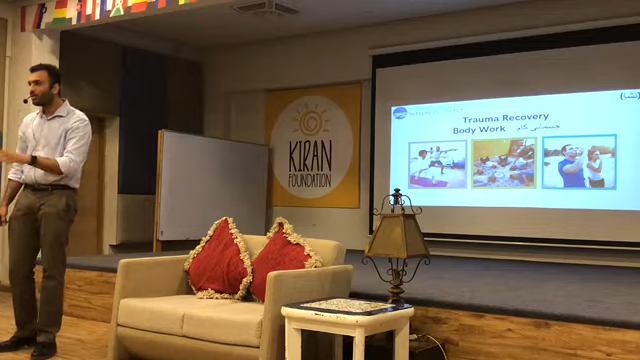 KIRAN
FOUNDATION
Trauma Recovery
Body Work جسمانی کام